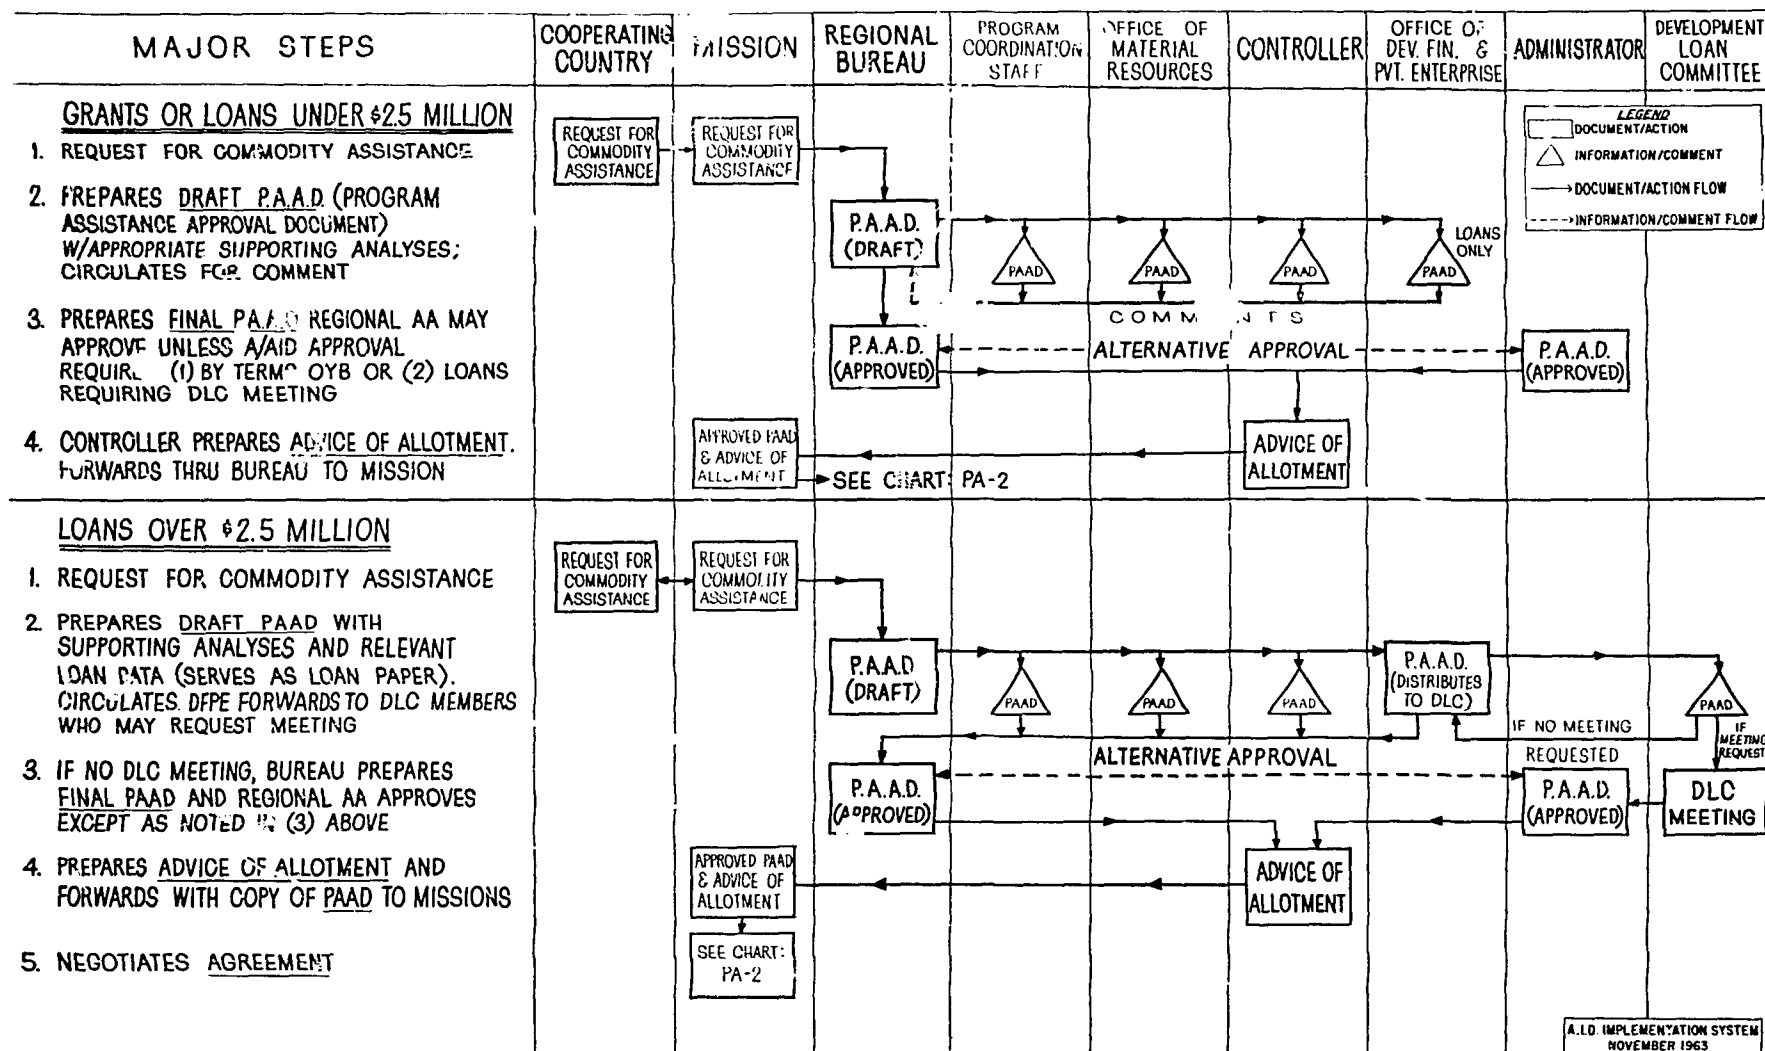 MAJOR STEPS
COOPERATING
COUNTRY
MISSION
REGIONAL
BUREAU
PROGRAM
COORDINATION
STAFF
OFFICE OF
MATERIAL
RESOURCES
CONTROLLER
OFFICE OF
DEV. FIN. &
PVT. ENTERPRISE
ADMINISTRATOR
DEVELOPMENT
LOAN
COMMITTEE
GRANTS OR LOANS UNDER $2.5 MILLION
1. REQUEST FOR COMMODITY ASSISTANCE
2. PREPARES DRAFT P.A.A.D. (PROGRAM
ASSISTANCE APPROVAL DOCUMENT)
W/APPROPRIATE SUPPORTING ANALYSES;
CIRCULATES FOR COMMENT
3. PREPARES FINAL P.A.A.D REGIONAL AA MAY
APPROVE UNLESS A/AID APPROVAL
(1) BY TERMS OYB OR (2) LOANS
REQUIRING DLC MEETING
4. CONTROLLER PREPARES ADVICE OF ALLOTMENT.
FORWARDS THRU BUREAU TO MISSION
REQUEST FOR
COMMODITY
ASSISTANCE
REQUEST FOR
COMMODITY
ASSISTANCE
P.A.A.D.
(DRAFT)
PAAD
PAAD
PAAD
PAAD
LOANS
ONLY
LEGEND
DOCUMENT/ACTION
INFORMATION/COMMENT
DOCUMENT/ACTION FLOW
INFORMATION/COMMENT FLOW
COMMENTS
P.A.A.D.
(APPROVED)
ALTERNATIVE APPROVAL
P.A.A.D.
(APPROVED)
APPROVED PAAD
& ADVICE OF
ALLOTMENT
SEE CHART: PA-2
ADVICE OF
ALLOTMENT
LOANS OVER $2.5 MILLION
1. REQUEST FOR COMMODITY ASSISTANCE
2. PREPARES DRAFT PAAD WITH
SUPPORTING ANALYSES AND RELEVANT
LOAN DATA (SERVES AS LOAN PAPER).
CIRCULATES. DFPE FORWARDS TO DLC MEMBERS
WHO MAY REQUEST MEETING
3. IF NO DLC MEETING, BUREAU PREPARES
FINAL PAAD AND REGIONAL AA APPROVES
EXCEPT AS NOTED IN (3) ABOVE
4. PREPARES ADVICE OF ALLOTMENT AND
FORWARDS WITH COPY OF PAAD TO MISSIONS
5. NEGOTIATES AGREEMENT
REQUEST FOR
COMMODITY
ASSISTANCE
REQUEST FOR
COMMODITY
ASSISTANCE
P.A.A.D
(DRAFT)
PAAD
PAAD
PAAD
P.A.A.D.
(DISTRIBUTES
TO DLC)
PAAD
IF NO MEETING
REQUESTED
IF
MEETING
REQUEST
ALTERNATIVE APPROVAL
P.A.A.D.
(APPROVED)
P.A.A.D.
(APPROVED)
DLC
MEETING
APPROVED PAAD
& ADVICE OF
ALLOTMENT
ADVICE OF
ALLOTMENT
SEE CHART:
PA-2
A.I.D. IMPLEMENTATION SYSTEM
NOVEMBER 1963